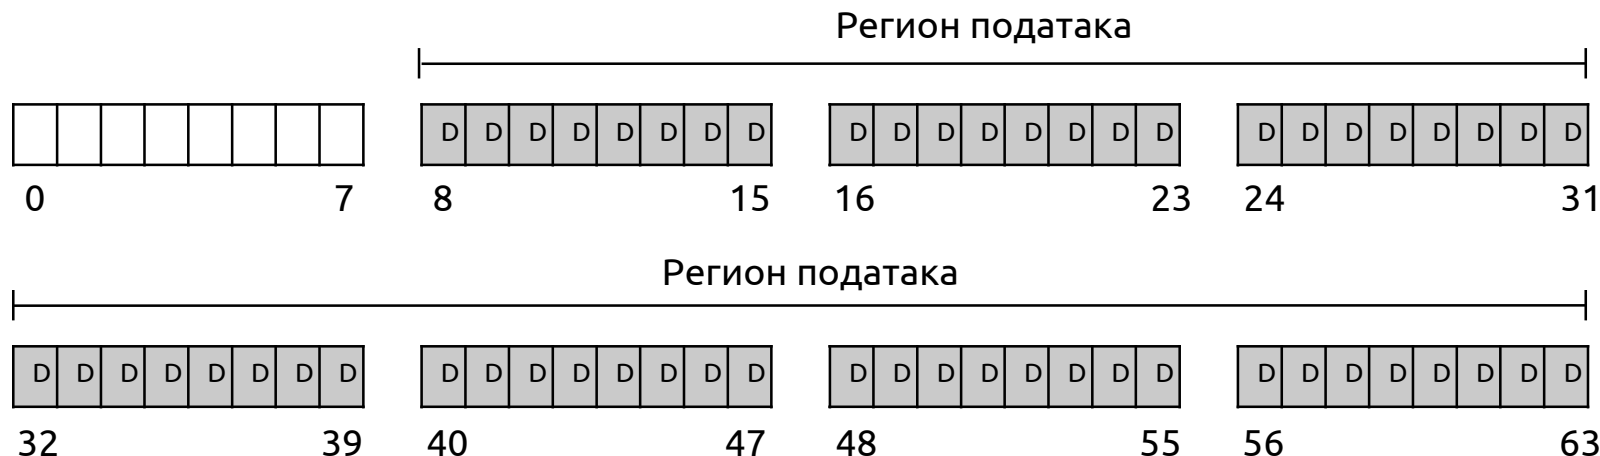 Регион података
D D D D D D D D D D D D D D D D D D D D D D D D
0 7 8 15 16 23 24 31
Регион података
D D D D D D D D D D D D D D D D D D D D D D D D D D D D D D D D
32 39 40 47 48 55 56 63